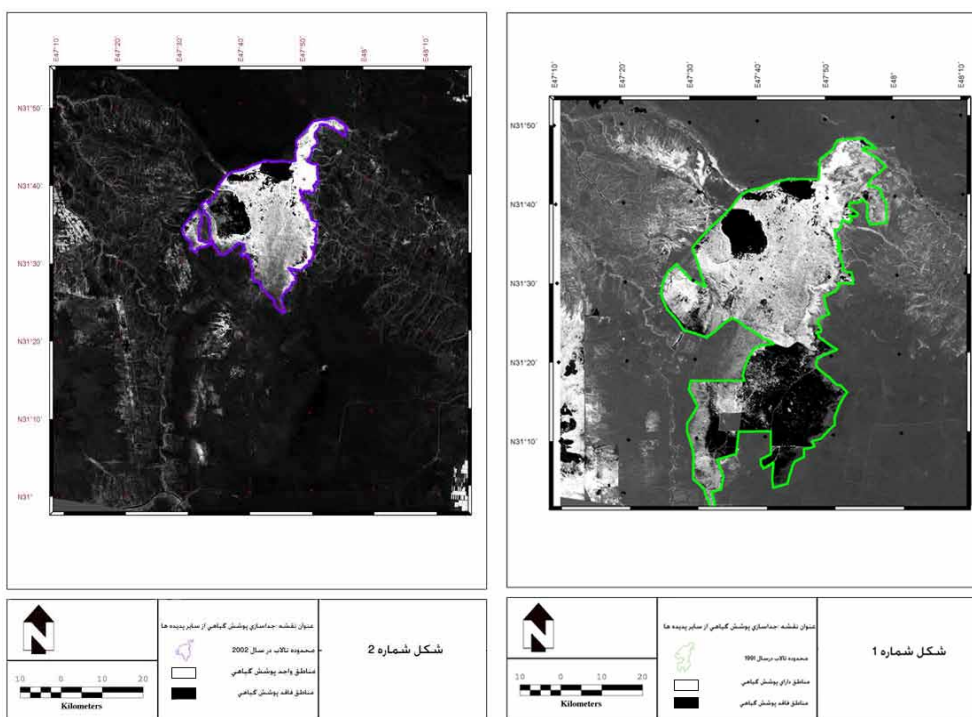 E47°10´ E47°20´ E47°30´ E47°40´ E47°50´ E48° E48°10´
N31°50´
N31°40´
N31°30´
N31°20´
N31°10´
N31°
عنوان نقشه :جداسازي پوشش گياهي از ساير پديده ها
محدوده تالاب در سال 2002
مناطق واجد پوشش گياهي
مناطق فاقد پوشش گياهي
شكل شماره 2
N
10 0 10 20
Kilometers
E47°10´ E47°20´ E47°30´ E47°40´ E47°50´ E48° E48°10´
N31°50´
N31°40´
N31°30´
N31°20´
N31°10´
عنوان نقشه :جداسازي پوشش گياهي از ساير پديده ها
محدوده تالاب درسال 1991
مناطق داراي پوشش گياهي
مناطق فاقد پوشش گياهي
شكل شماره 1
N
10 0 10 20
Kilometers